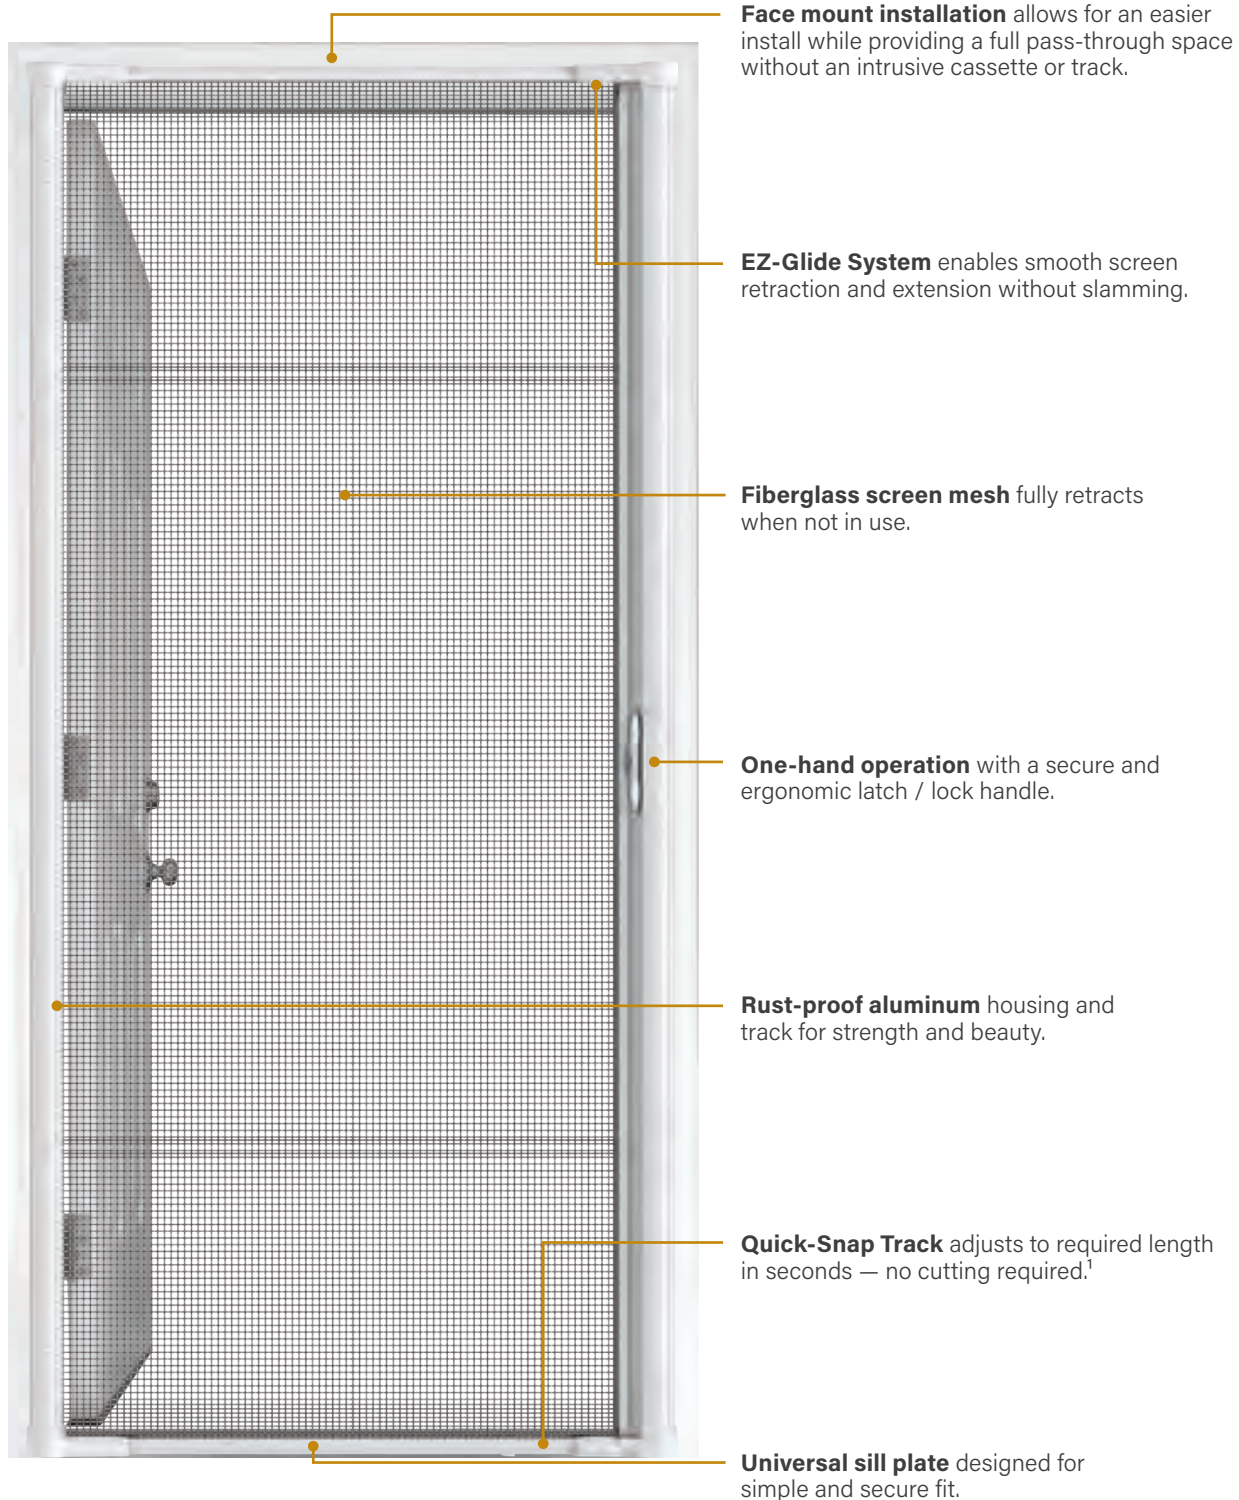 Face mount installation allows for an easier
install while providing a full pass-through space
without an intrusive cassette or track.
EZ-Glide System enables smooth screen
retraction and extension without slamming.
Fiberglass screen mesh fully retracts
when not in use.
One-hand operation with a secure and
ergonomic latch / lock handle.
Rust-proof aluminum housing and
track for strength and beauty.
Quick-Snap Track adjusts to required length
in seconds — no cutting required.¹
Universal sill plate designed for
simple and secure fit.